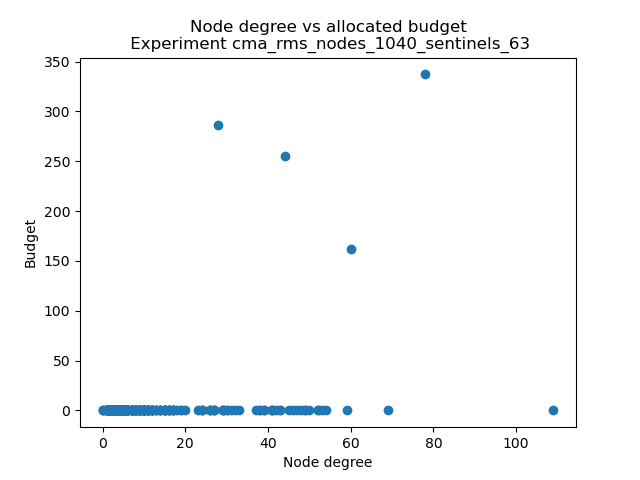 Node degree vs allocated budget
Experiment cma_rms_nodes_1040_sentinels_63
350
300
250
200
150
100
50
0
Budget
0 20 40 60 80 100
Node degree